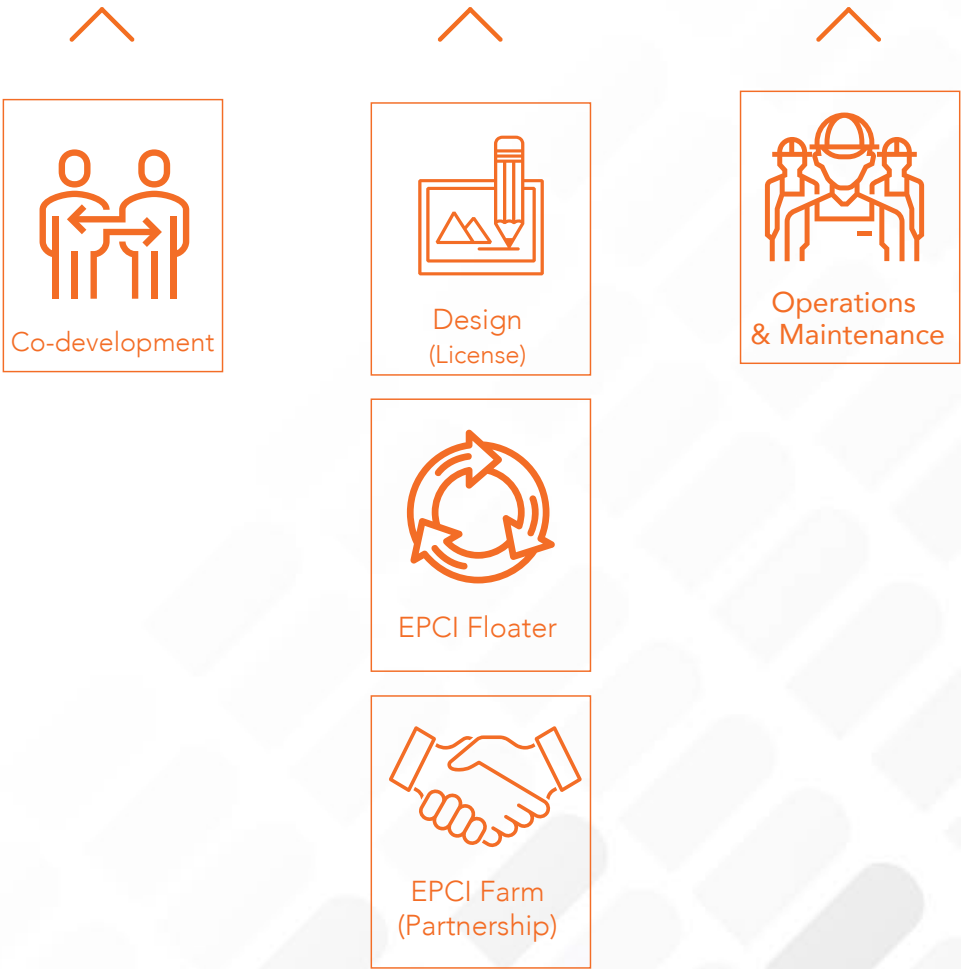 Co-development
Design
(License)
Operations
& Maintenance
EPCI Floater
EPCI Farm
(Partnership)